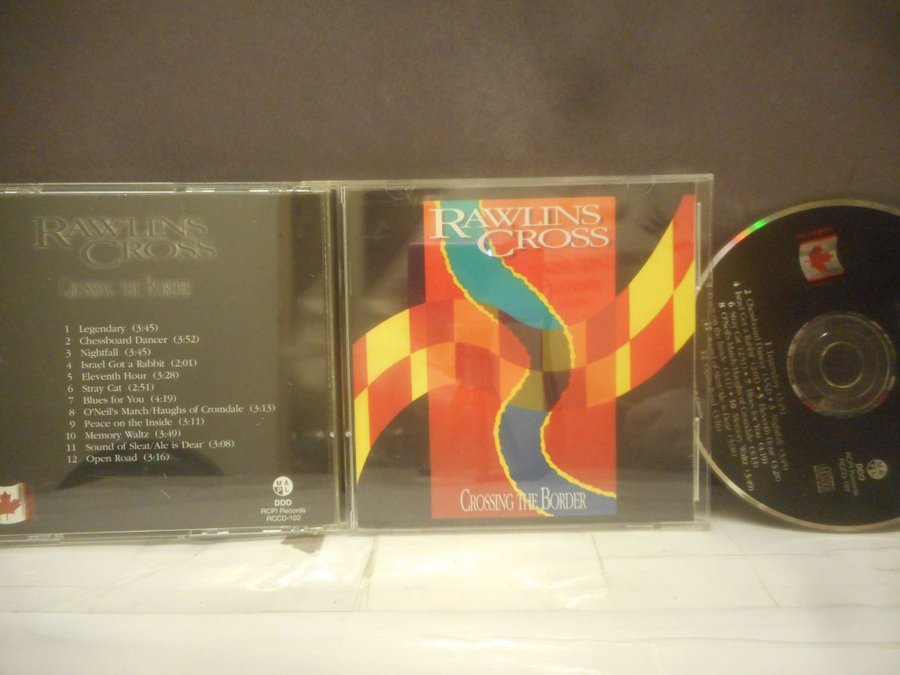 RAWLINS
CROSS
CROSSING THE BORDER
1 Legendary (3:45)
2 Chessboard Dancer (3:52)
3 Nightfall (3:45)
4 Israel Got a Rabbit (2:01)
5 Eleventh Hour (3:28)
6 Stray Cat (2:51)
7 Blues for You (4:19)
8 O'Neil's March/Haughs of Cromdale (3:13)
9 Peace on the Inside (3:11)
10 Memory Waltz (3:49)
11 Sound of Sleat/Ale is Dear (3:08)
12 Open Road (3:16)
MAPL
DDD
RCPI Records
RCCD-102
RAWLINS
CROSS
CROSSING THE BORDER
DDD